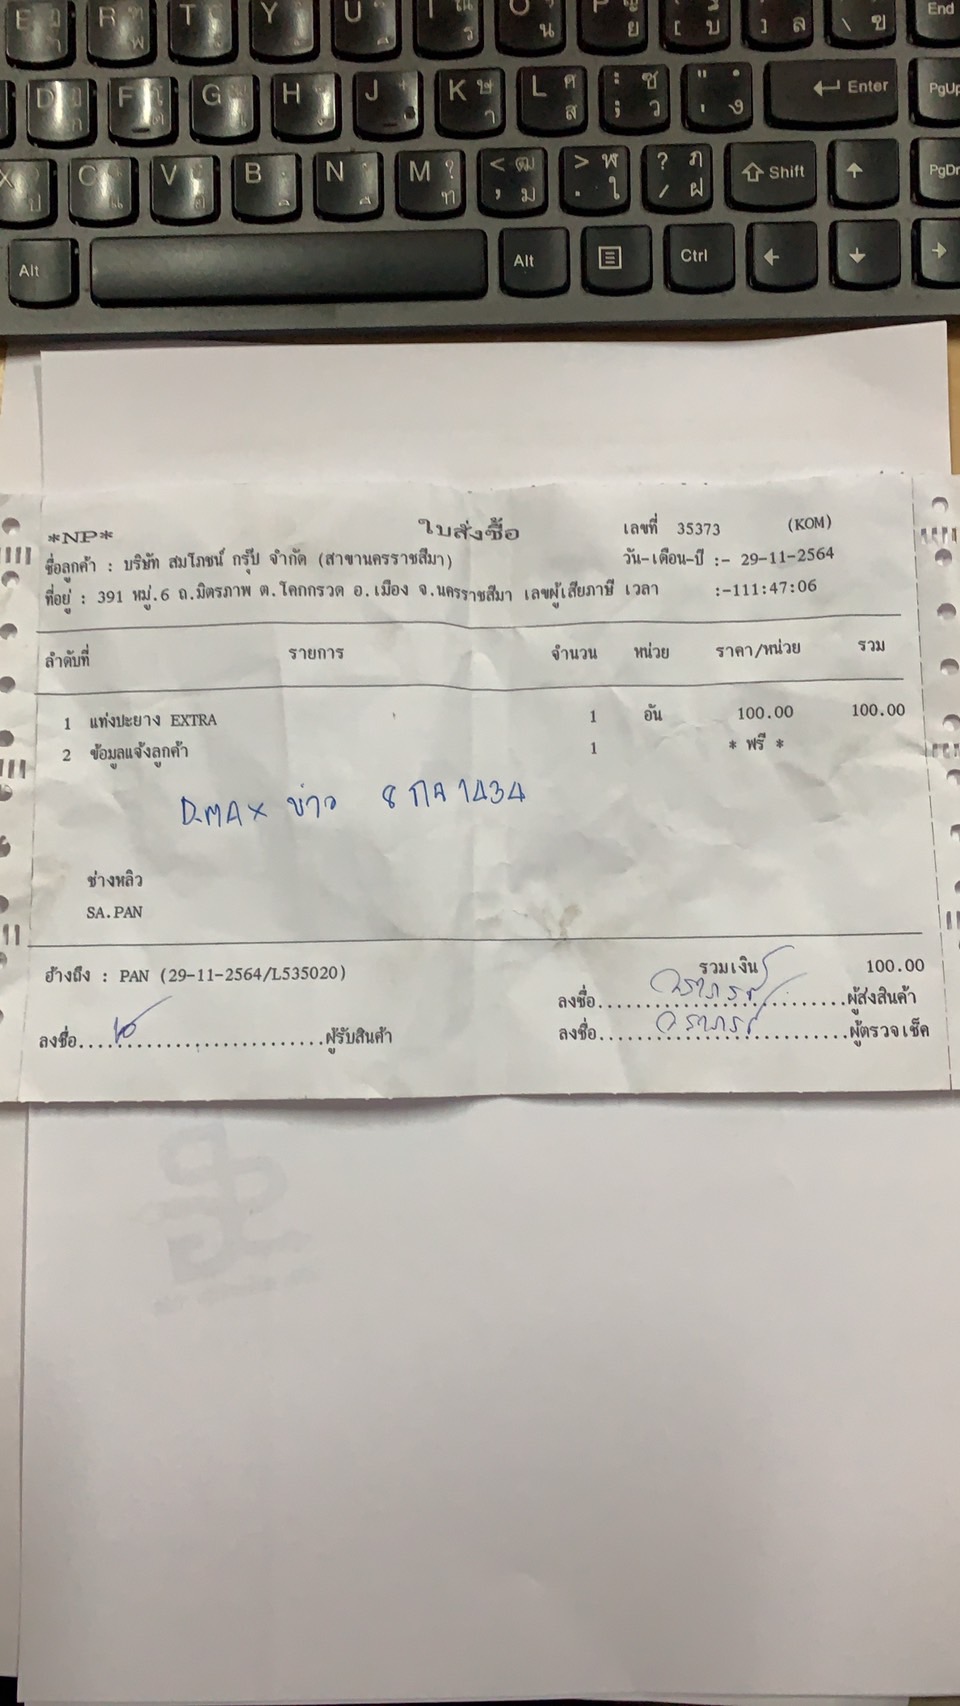 E R T Y U I O P [ บ ] ล \ ข End
D F G H J K L : ; ซ ว " ' ง Enter PgUp
X C V B N M ? ท < , ฒ ม > . ฬ ใ ? / ฦ ฝ Shift PgDn
Alt Alt Ctrl
*NP* ใบสั่งซื้อ เลขที่ 35373 (KOM)
ชื่อลูกค้า : บริษัท สมโภชน์ กรุ๊ป จำกัด (สาขานครราชสีมา) วัน-เดือน-ปี :- 29-11-2564
ที่อยู่ : 391 หมู่.6 ถ.มิตรภาพ ต.โคกกรวด อ.เมือง จ.นครราชสีมา เลขผู้เสียภาษี เวลา :-111:47:06
ลำดับที่ รายการ จำนวน หน่วย ราคา/หน่วย รวม
1 แท่งปะยาง EXTRA 1 อัน 100.00 100.00
2 ข้อมูลแจ้งลูกค้า 1 * ฟรี *
D-MAX ขาว 8 กค 1434
ช่างหลิว
SA.PAN
อ้างถึง : PAN (29-11-2564/L535020) รวมเงิน 100.00
ลงชื่อ..............................ผู้ส่งสินค้า
ลงชื่อ..............................ผู้รับสินค้า ลงชื่อ..............................ผู้ตรวจเช็ค